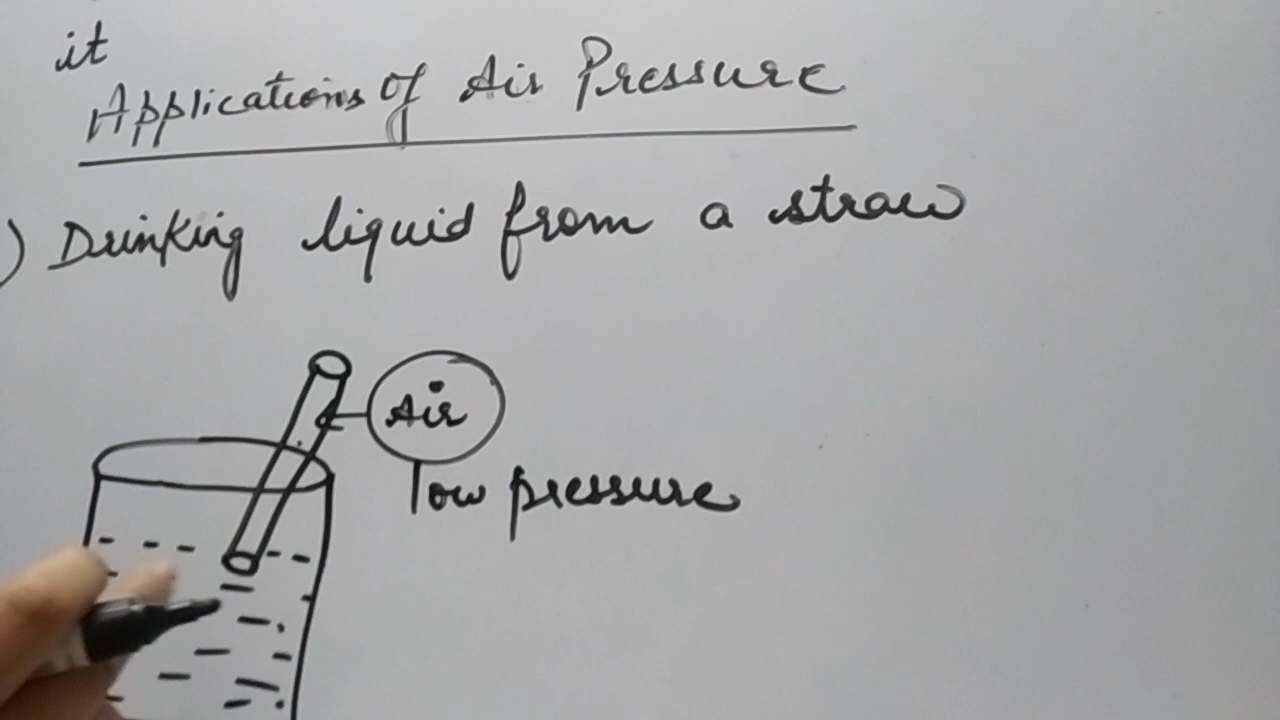 it
Applications of Air Pressure
) Drinking liquid from a straw
Air
low pressure